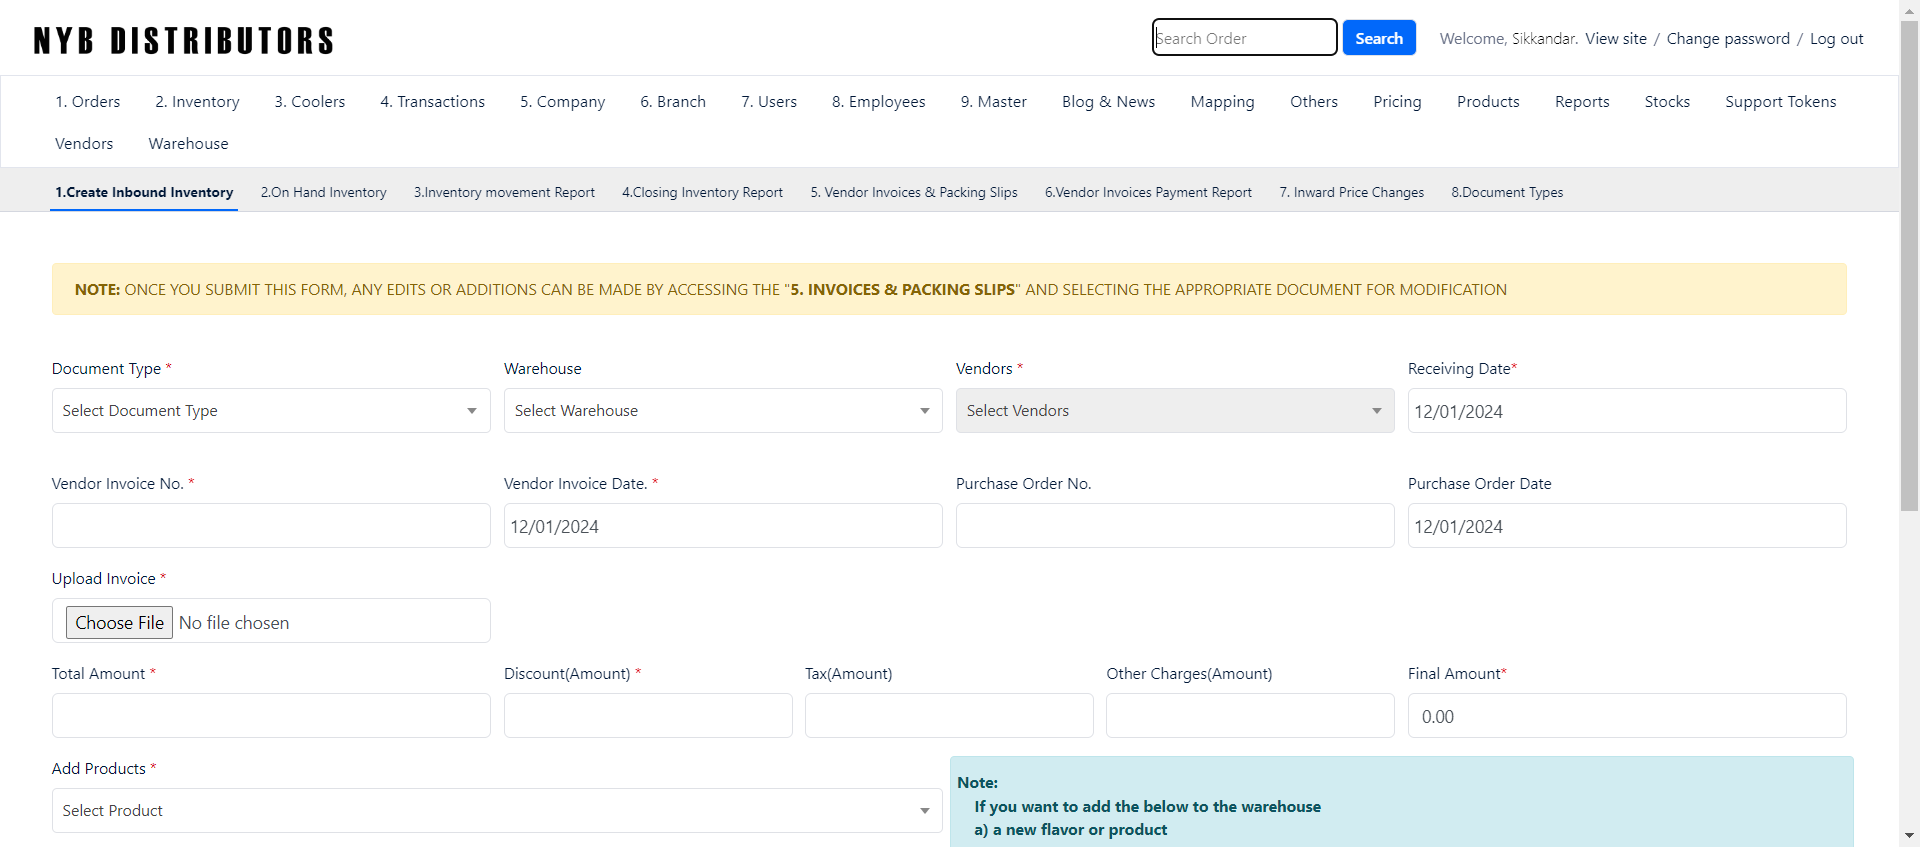 NYB DISTRIBUTORS
Search Order
Search
Welcome, Sikkandar. View site / Change password / Log out
1. Orders 2. Inventory 3. Coolers 4. Transactions 5. Company 6. Branch 7. Users 8. Employees 9. Master Blog & News Mapping Others Pricing Products Reports Stocks Support Tokens
Vendors Warehouse
1.Create Inbound Inventory 2.On Hand Inventory 3.Inventory movement Report 4.Closing Inventory Report 5. Vendor Invoices & Packing Slips 6.Vendor Invoices Payment Report 7. Inward Price Changes 8.Document Types
NOTE: ONCE YOU SUBMIT THIS FORM, ANY EDITS OR ADDITIONS CAN BE MADE BY ACCESSING THE "5. INVOICES & PACKING SLIPS" AND SELECTING THE APPROPRIATE DOCUMENT FOR MODIFICATION
Document Type * Warehouse Vendors * Receiving Date*
Select Document Type Select Warehouse Select Vendors 12/01/2024
Vendor Invoice No. * Vendor Invoice Date. * Purchase Order No. Purchase Order Date
12/01/2024 12/01/2024
Upload Invoice *
Choose File No file chosen
Total Amount * Discount(Amount) * Tax(Amount) Other Charges(Amount) Final Amount*
0.00
Add Products *
Select Product
Note:
If you want to add the below to the warehouse
a) a new flavor or product